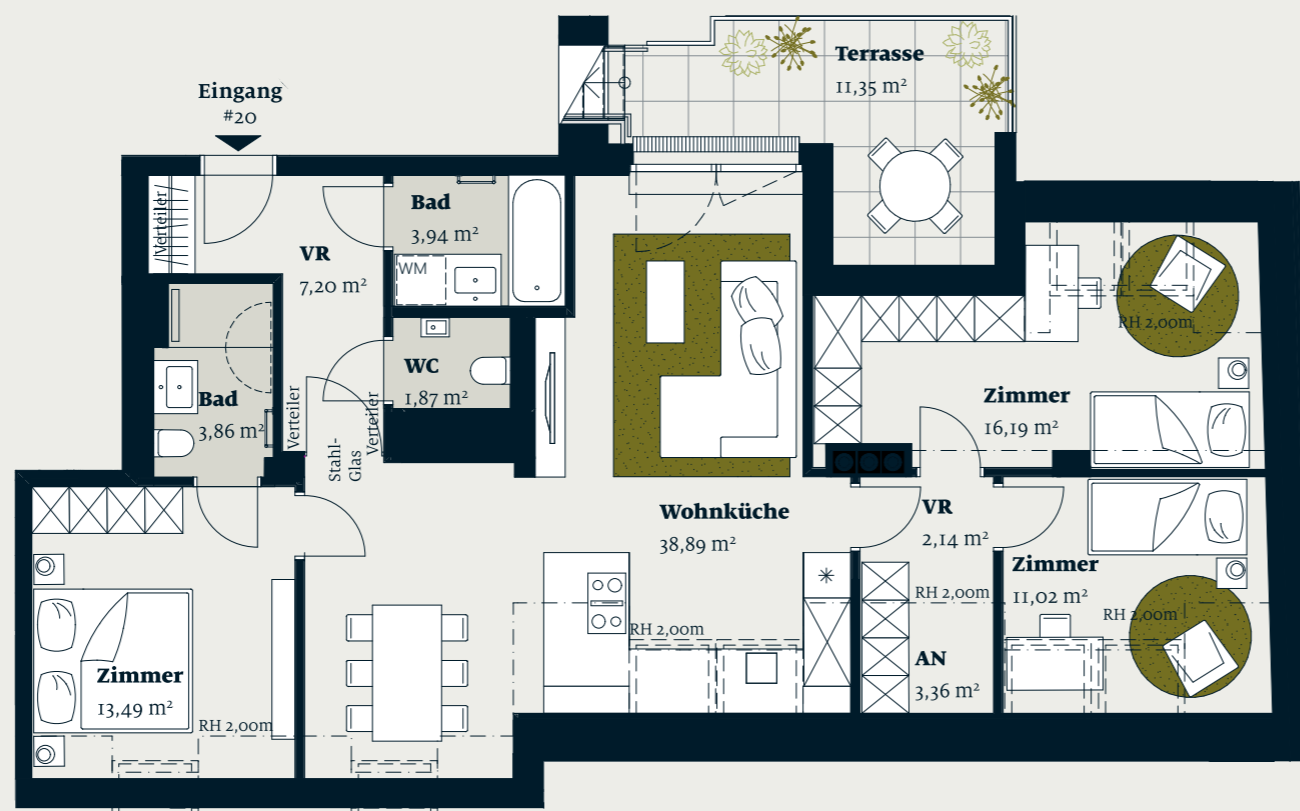 Terrasse
11,35 m²
Eingang
#20
Verteiler
Bad
3,94 m²
VR
7,20 m²
WM
RH 2,00m
WC
1,87 m²
Bad
3,86 m²
Verteiler
Stahl-
Glas
Verteiler
Zimmer
16,19 m²
Wohnküche
38,89 m²
VR
2,14 m²
Zimmer
11,02 m²
RH 2,00m
RH 2,00m
RH 2,00m
AN
3,36 m²
Zimmer
13,49 m²
RH 2,00m